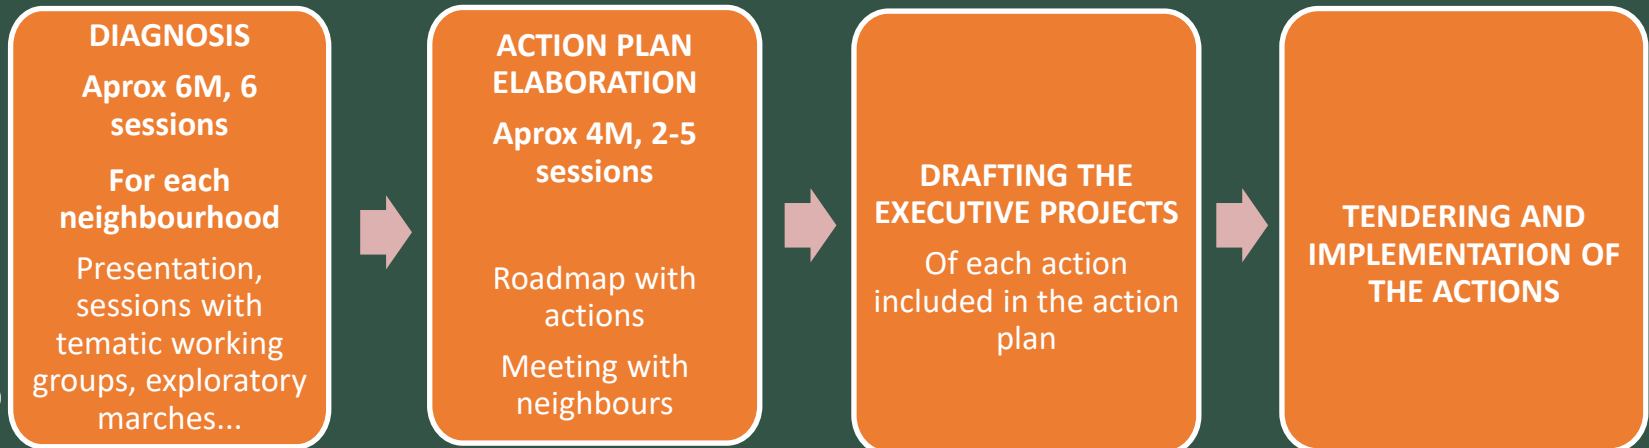 DIAGNOSIS
Aprox 6M, 6
sessions
For each
neighbourhood
Presentation,
sessions with
tematic working
groups, exploratory
marches...
ACTION PLAN
ELABORATION
Aprox 4M, 2-5
sessions
Roadmap with
actions
Meeting with
neighbours
DRAFTING THE
EXECUTIVE PROJECTS
Of each action
included in the action
plan
TENDERING AND
IMPLEMENTATION OF
THE ACTIONS